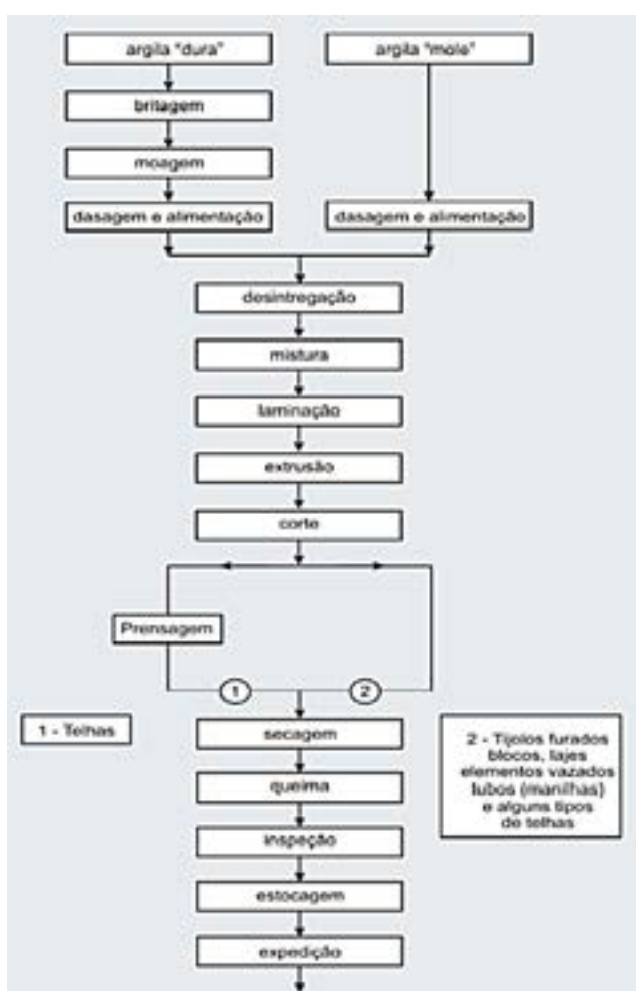 argila "dura"
argila "mole"
britagem
moagem
dasagem e alimentação
dasagem e alimentação
desintregação
mistura
laminação
extrusão
corte
Prensagem
1
2
1 - Telhas
2 - Tijolos furados
blocos, lajes
elementos vazados
tubos (manilhas)
e alguns tipos
de telhas
secagem
queima
inspeção
estocagem
expedição